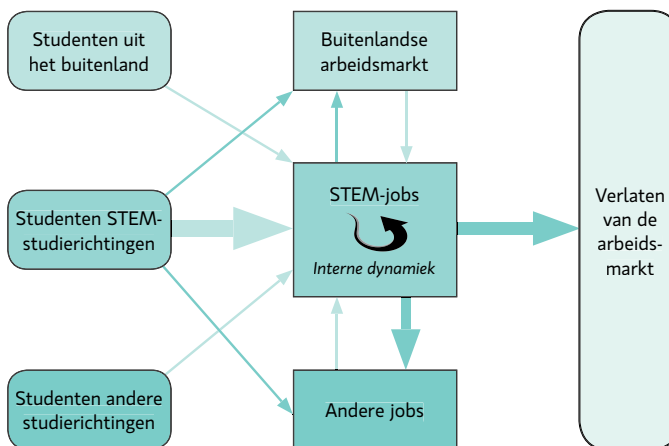 Studenten uit
het buitenland
Buitenlandse
arbeidsmarkt
Studenten STEM-
studierichtingen
STEM-jobs
Interne dynamiek
Verlaten
van de
arbeids-
markt
Studenten andere
studierichtingen
Andere jobs